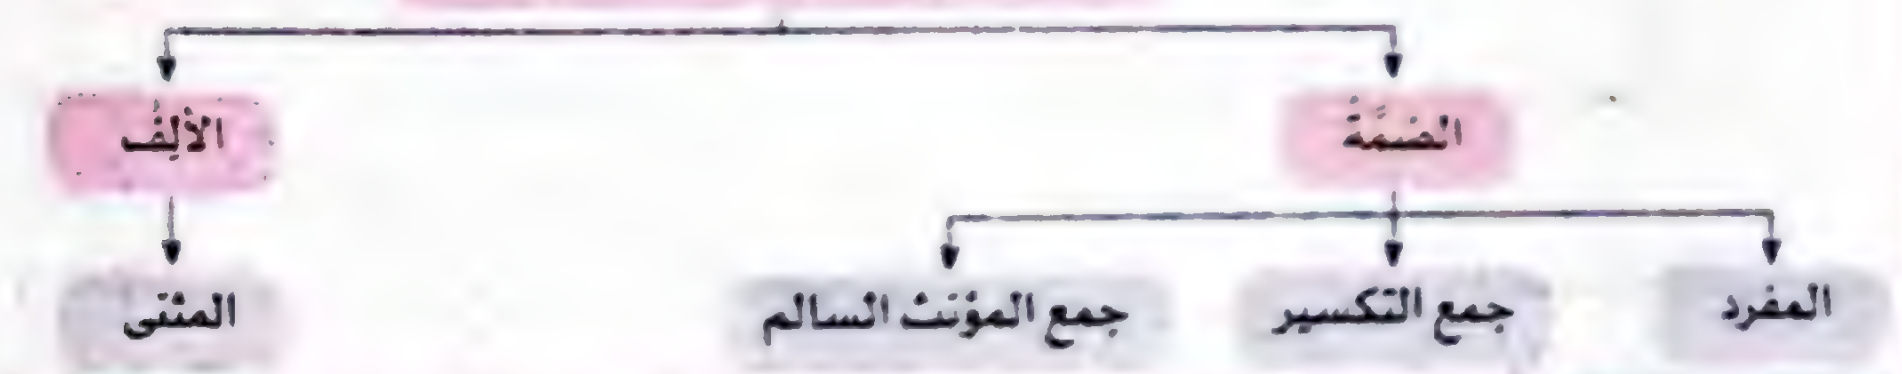 الضمَّةُ
الألِفُ
المفرد
جمع التكسير
جمع المؤنث السالم
المثنى